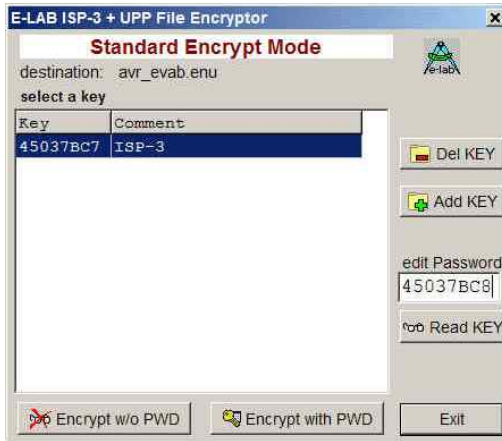 E-LAB ISP-3 + UPP File Encryptor
Standard Encrypt Mode
destination: avr_evab.enu
e-lab
select a key
Key Comment
45037BC7 ISP-3
Del KEY
Add KEY
edit Password
45037BC8
Read KEY
Encrypt w/o PWD
Encrypt with PWD
Exit